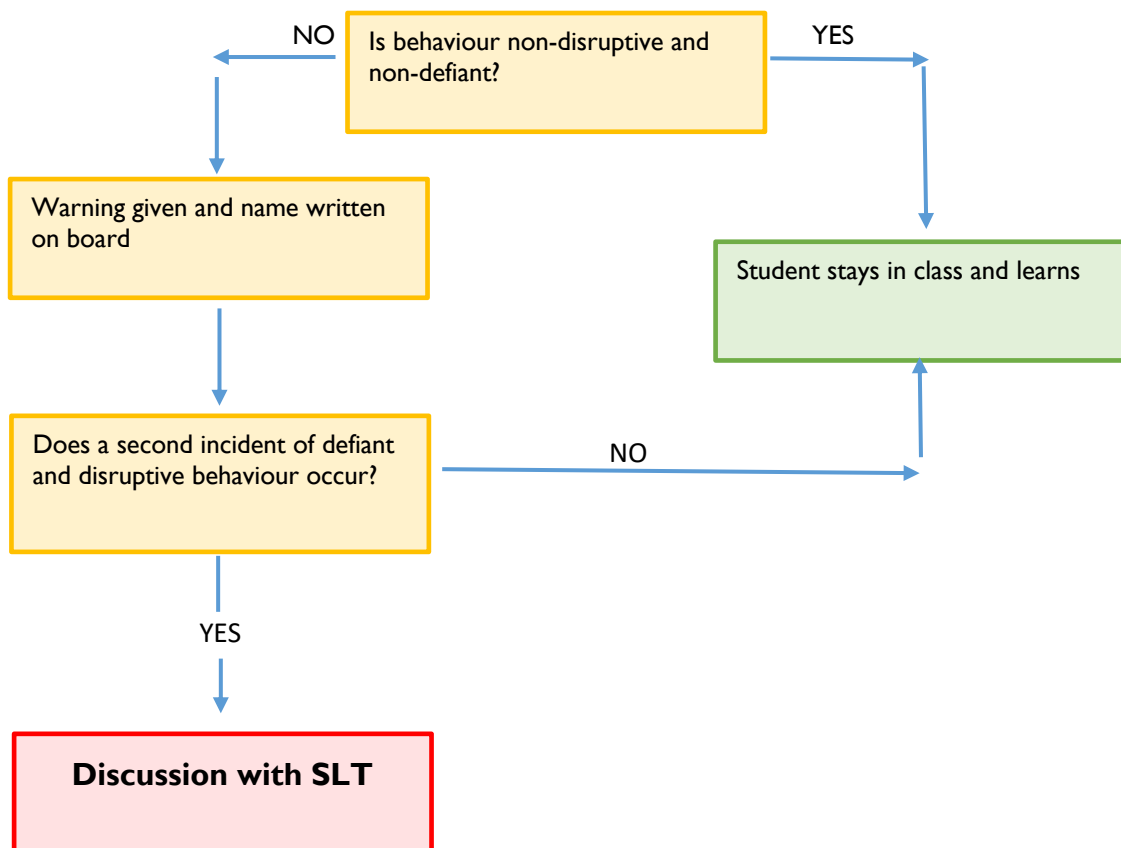 NO
Is behaviour non-disruptive and
non-defiant?
YES
Warning given and name written
on board
Student stays in class and learns
Does a second incident of defiant
and disruptive behaviour occur?
NO
YES
Discussion with SLT